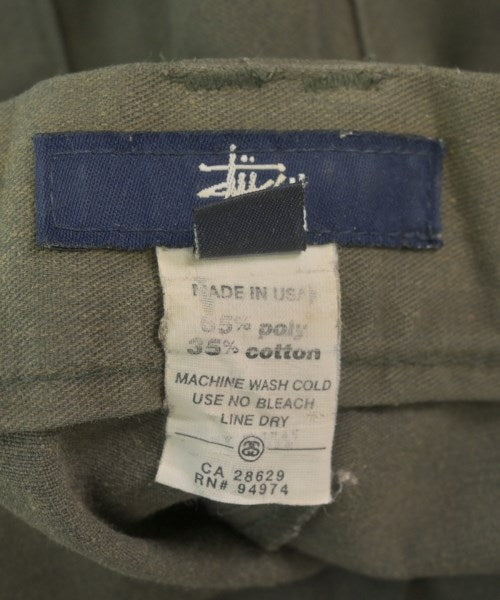 Stüssy
MADE IN USA
65% poly
35% cotton
MACHINE WASH COLD
USE NO BLEACH
LINE DRY
CA 28629
RN# 94974